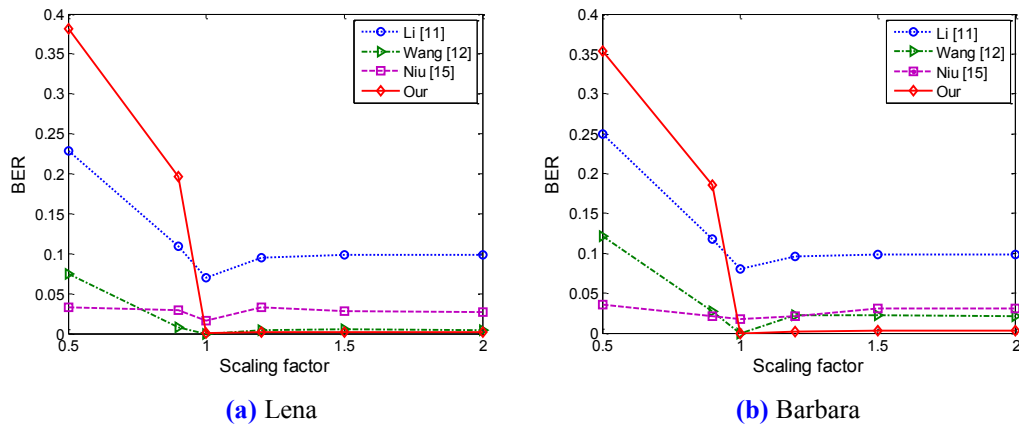 0.4
0.35
0.3
0.25
0.2
0.15
0.1
0.05
0
BER
0.5
1
1.5
2
Scaling factor
Li [11]
Wang [12]
Niu [15]
Our
(a) Lena
0.4
0.35
0.3
0.25
0.2
0.15
0.1
0.05
0
BER
0.5
1
1.5
2
Scaling factor
Li [11]
Wang [12]
Niu [15]
Our
(b) Barbara